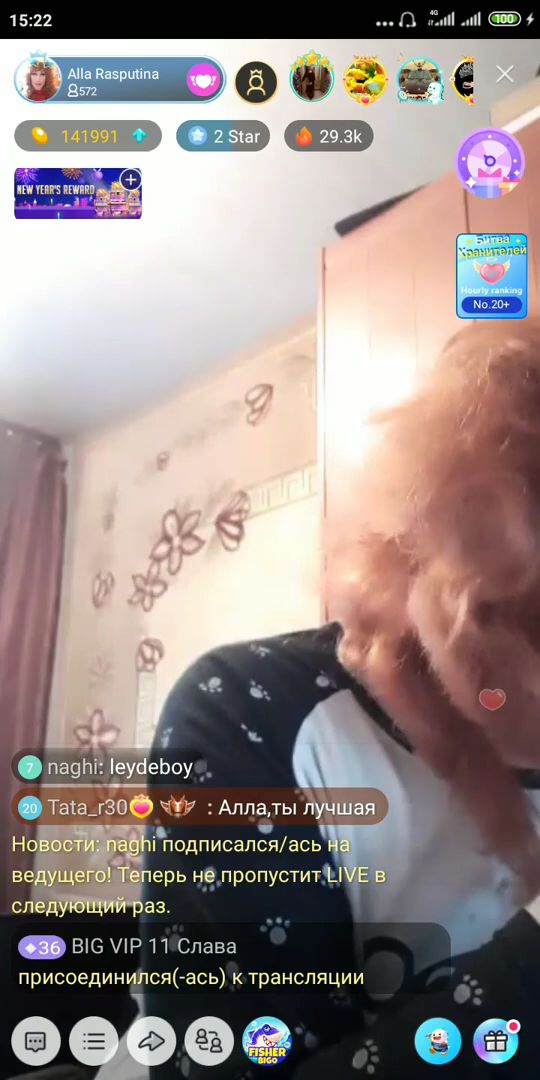 15:22
4G
100
Alla Rasputina
572
141991
2 Star
29.3k
NEW YEAR'S REWARD
Битва
Хранителей
Hourly ranking
No.20+
7 naghi: leydeboy
20 Tata_r30 : Алла,ты лучшая
Новости: naghi подписался/ась на
ведущего! Теперь не пропустит LIVE в
следующий раз.
36 BIG VIP 11 Слава
присоединился(-ась) к трансляции
FISHER
BIGO